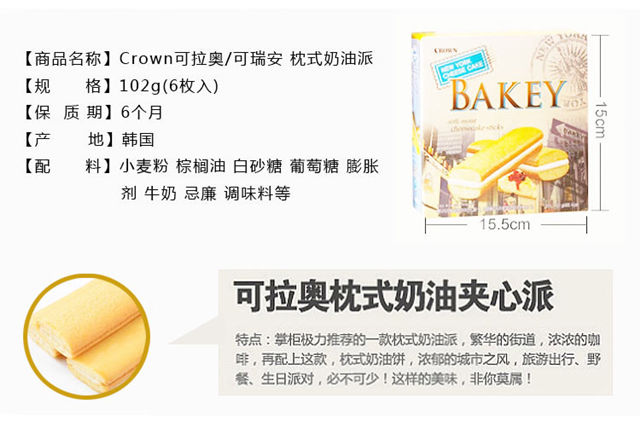 【商品名称】Crown可拉奥/可瑞安 枕式奶油派
【规 格】102g(6枚入)
【保 质 期】6个月
【产 地】韩国
【配 料】小麦粉 棕榈油 白砂糖 葡萄糖 膨胀
剂 牛奶 忌廉 调味料等
CROWN
NEW YORK
CHEESE CAKE
BAKEY
15cm
15.5cm
可拉奥枕式奶油夹心派
特点：掌柜极力推荐的一款枕式奶油派，繁华的街道，浓浓的咖
啡，再配上这款，枕式奶油饼，浓郁的城市之风，旅游出行、野
餐、生日派对，必不可少！这样的美味，非你莫属！